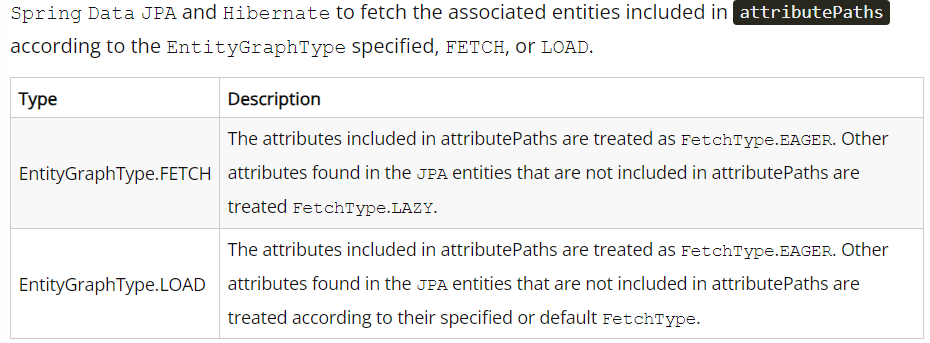 Spring Data JPA and Hibernate to fetch the associated entities included in attributePaths
according to the EntityGraphType specified, FETCH, or LOAD.
Type Description
EntityGraphType.FETCH
The attributes included in attributePaths are treated as FetchType.EAGER. Other
attributes found in the JPA entities that are not included in attributePaths are
treated FetchType.LAZY.
EntityGraphType.LOAD
The attributes included in attributePaths are treated as FetchType.EAGER. Other
attributes found in the JPA entities that are not included in attributePaths are
treated according to their specified or default FetchType.